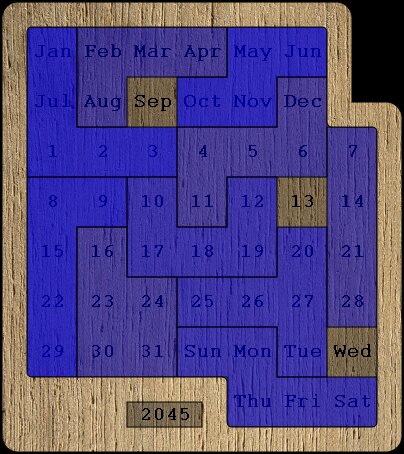 Jan Feb Mar Apr May Jun
Jul Aug Sep Oct Nov Dec
1 2 3 4 5 6 7
8 9 10 11 12 13 14
15 16 17 18 19 20 21
22 23 24 25 26 27 28
29 30 31 Sun Mon Tue Wed
Thu Fri Sat
2045